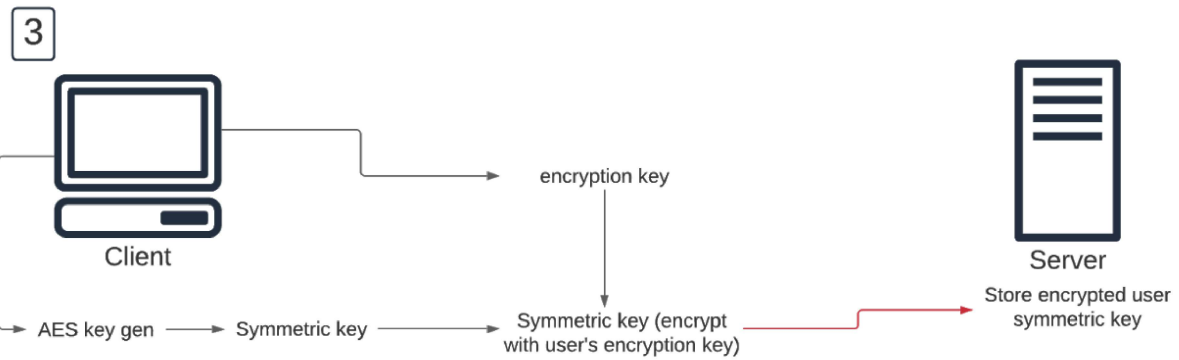 3
encryption key
Client
Server
AES key gen
Symmetric key
Symmetric key (encrypt
with user's encryption key)
Store encrypted user
symmetric key